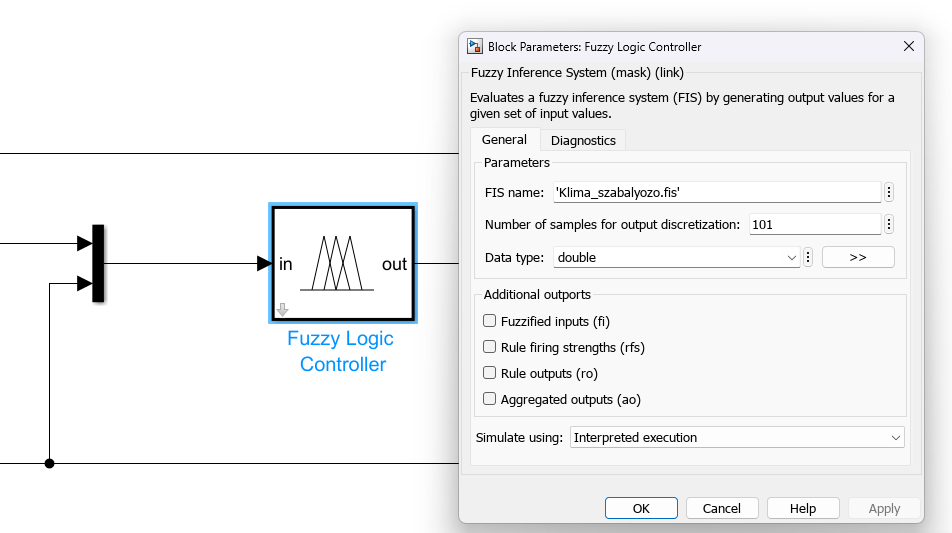 Block Parameters: Fuzzy Logic Controller
Fuzzy Inference System (mask) (link)
Evaluates a fuzzy inference system (FIS) by generating output values for a
given set of input values.
General
Diagnostics
Parameters
FIS name:
'Klima_szabalyozo.fis'
Number of samples for output discretization:
101
Data type:
double
>>
Additional outports
Fuzzified inputs (fi)
Rule firing strengths (rfs)
Rule outputs (ro)
Aggregated outputs (ao)
Simulate using:
Interpreted execution
OK
Cancel
Help
Apply
in
out
Fuzzy Logic
Controller